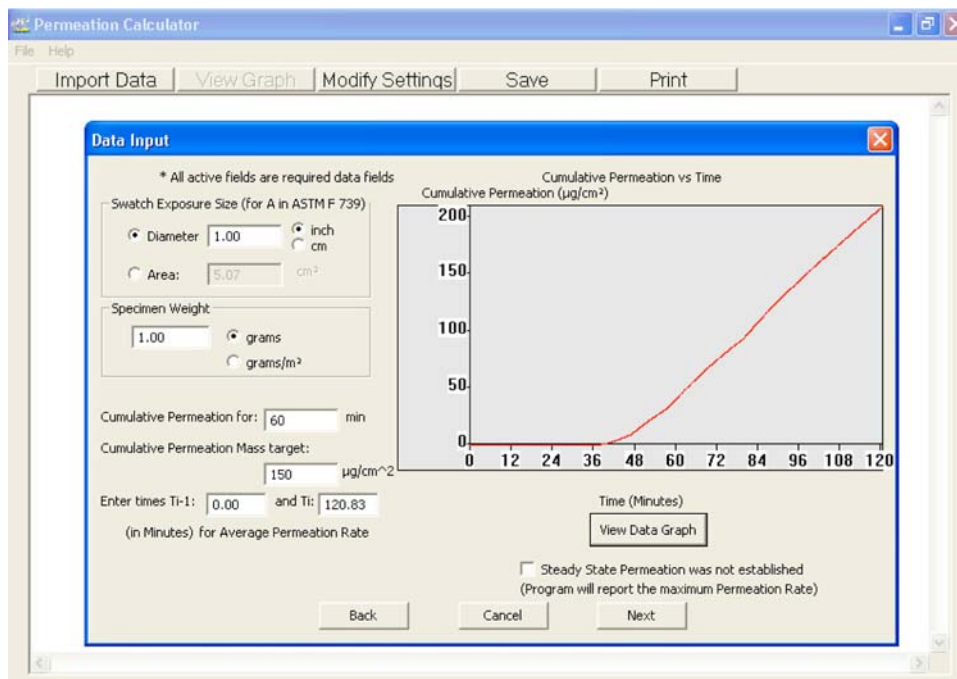 Permeation Calculator
File Help
Import Data View Graph Modify Settings Save Print
Data Input
* All active fields are required data fields
Swatch Exposure Size (for A in ASTM F 739)
Diameter 1.00 inch
cm
Area: 5.07 cm²
Specimen Weight
1.00 grams
grams/m²
Cumulative Permeation for: 60 min
Cumulative Permeation Mass target:
150 µg/cm^2
Enter times Ti-1: 0.00 and Ti: 120.83
(in Minutes) for Average Permeation Rate
Cumulative Permeation vs Time
Cumulative Permeation (µg/cm²)
200
150
100
50
0
0 12 24 36 48 60 72 84 96 108 120
Time (Minutes)
View Data Graph
Steady State Permeation was not established
(Program will report the maximum Permeation Rate)
Back Cancel Next